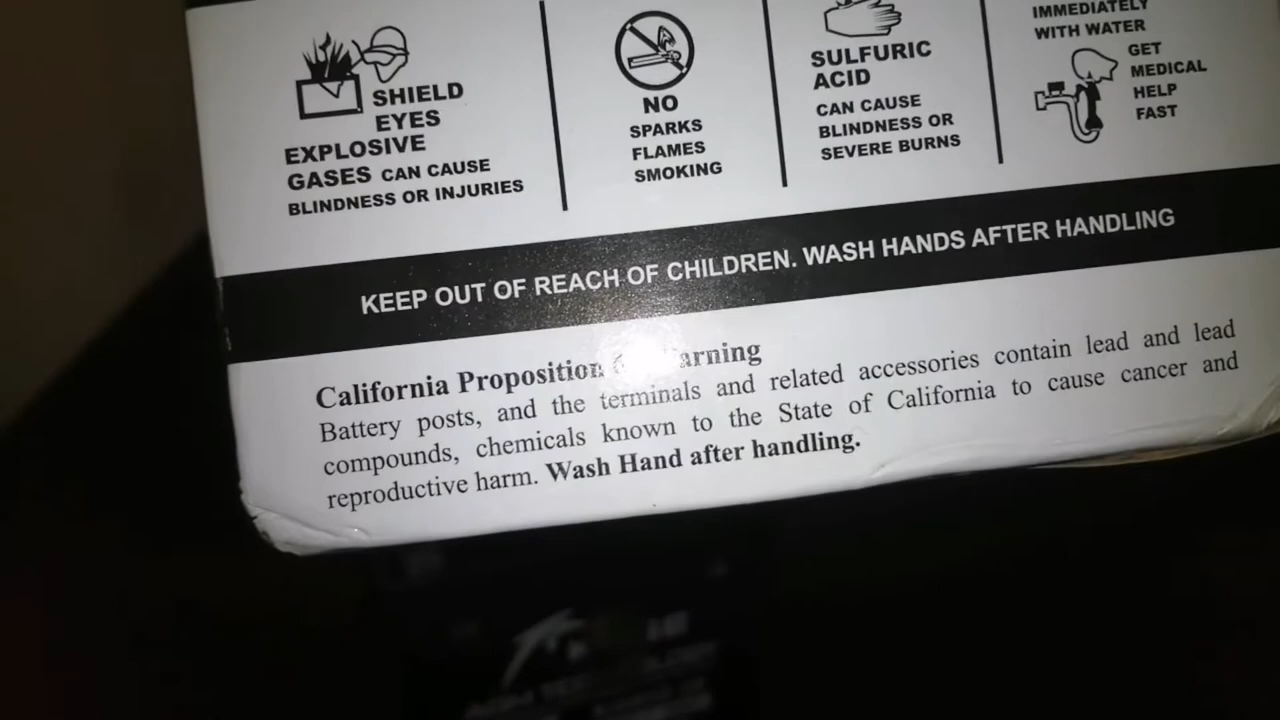 SHIELD
EYES
EXPLOSIVE
GASES CAN CAUSE
BLINDNESS OR INJURIES
NO
SPARKS
FLAMES
SMOKING
SULFURIC
ACID
CAN CAUSE
BLINDNESS OR
SEVERE BURNS
IMMEDIATELY
WITH WATER
GET
MEDICAL
HELP
FAST
KEEP OUT OF REACH OF CHILDREN. WASH HANDS AFTER HANDLING
California Proposition
Battery posts, and the terminals and related accessories contain lead and lead
compounds, chemicals known to the State of California to cause cancer and
reproductive harm. Wash Hand after handling.